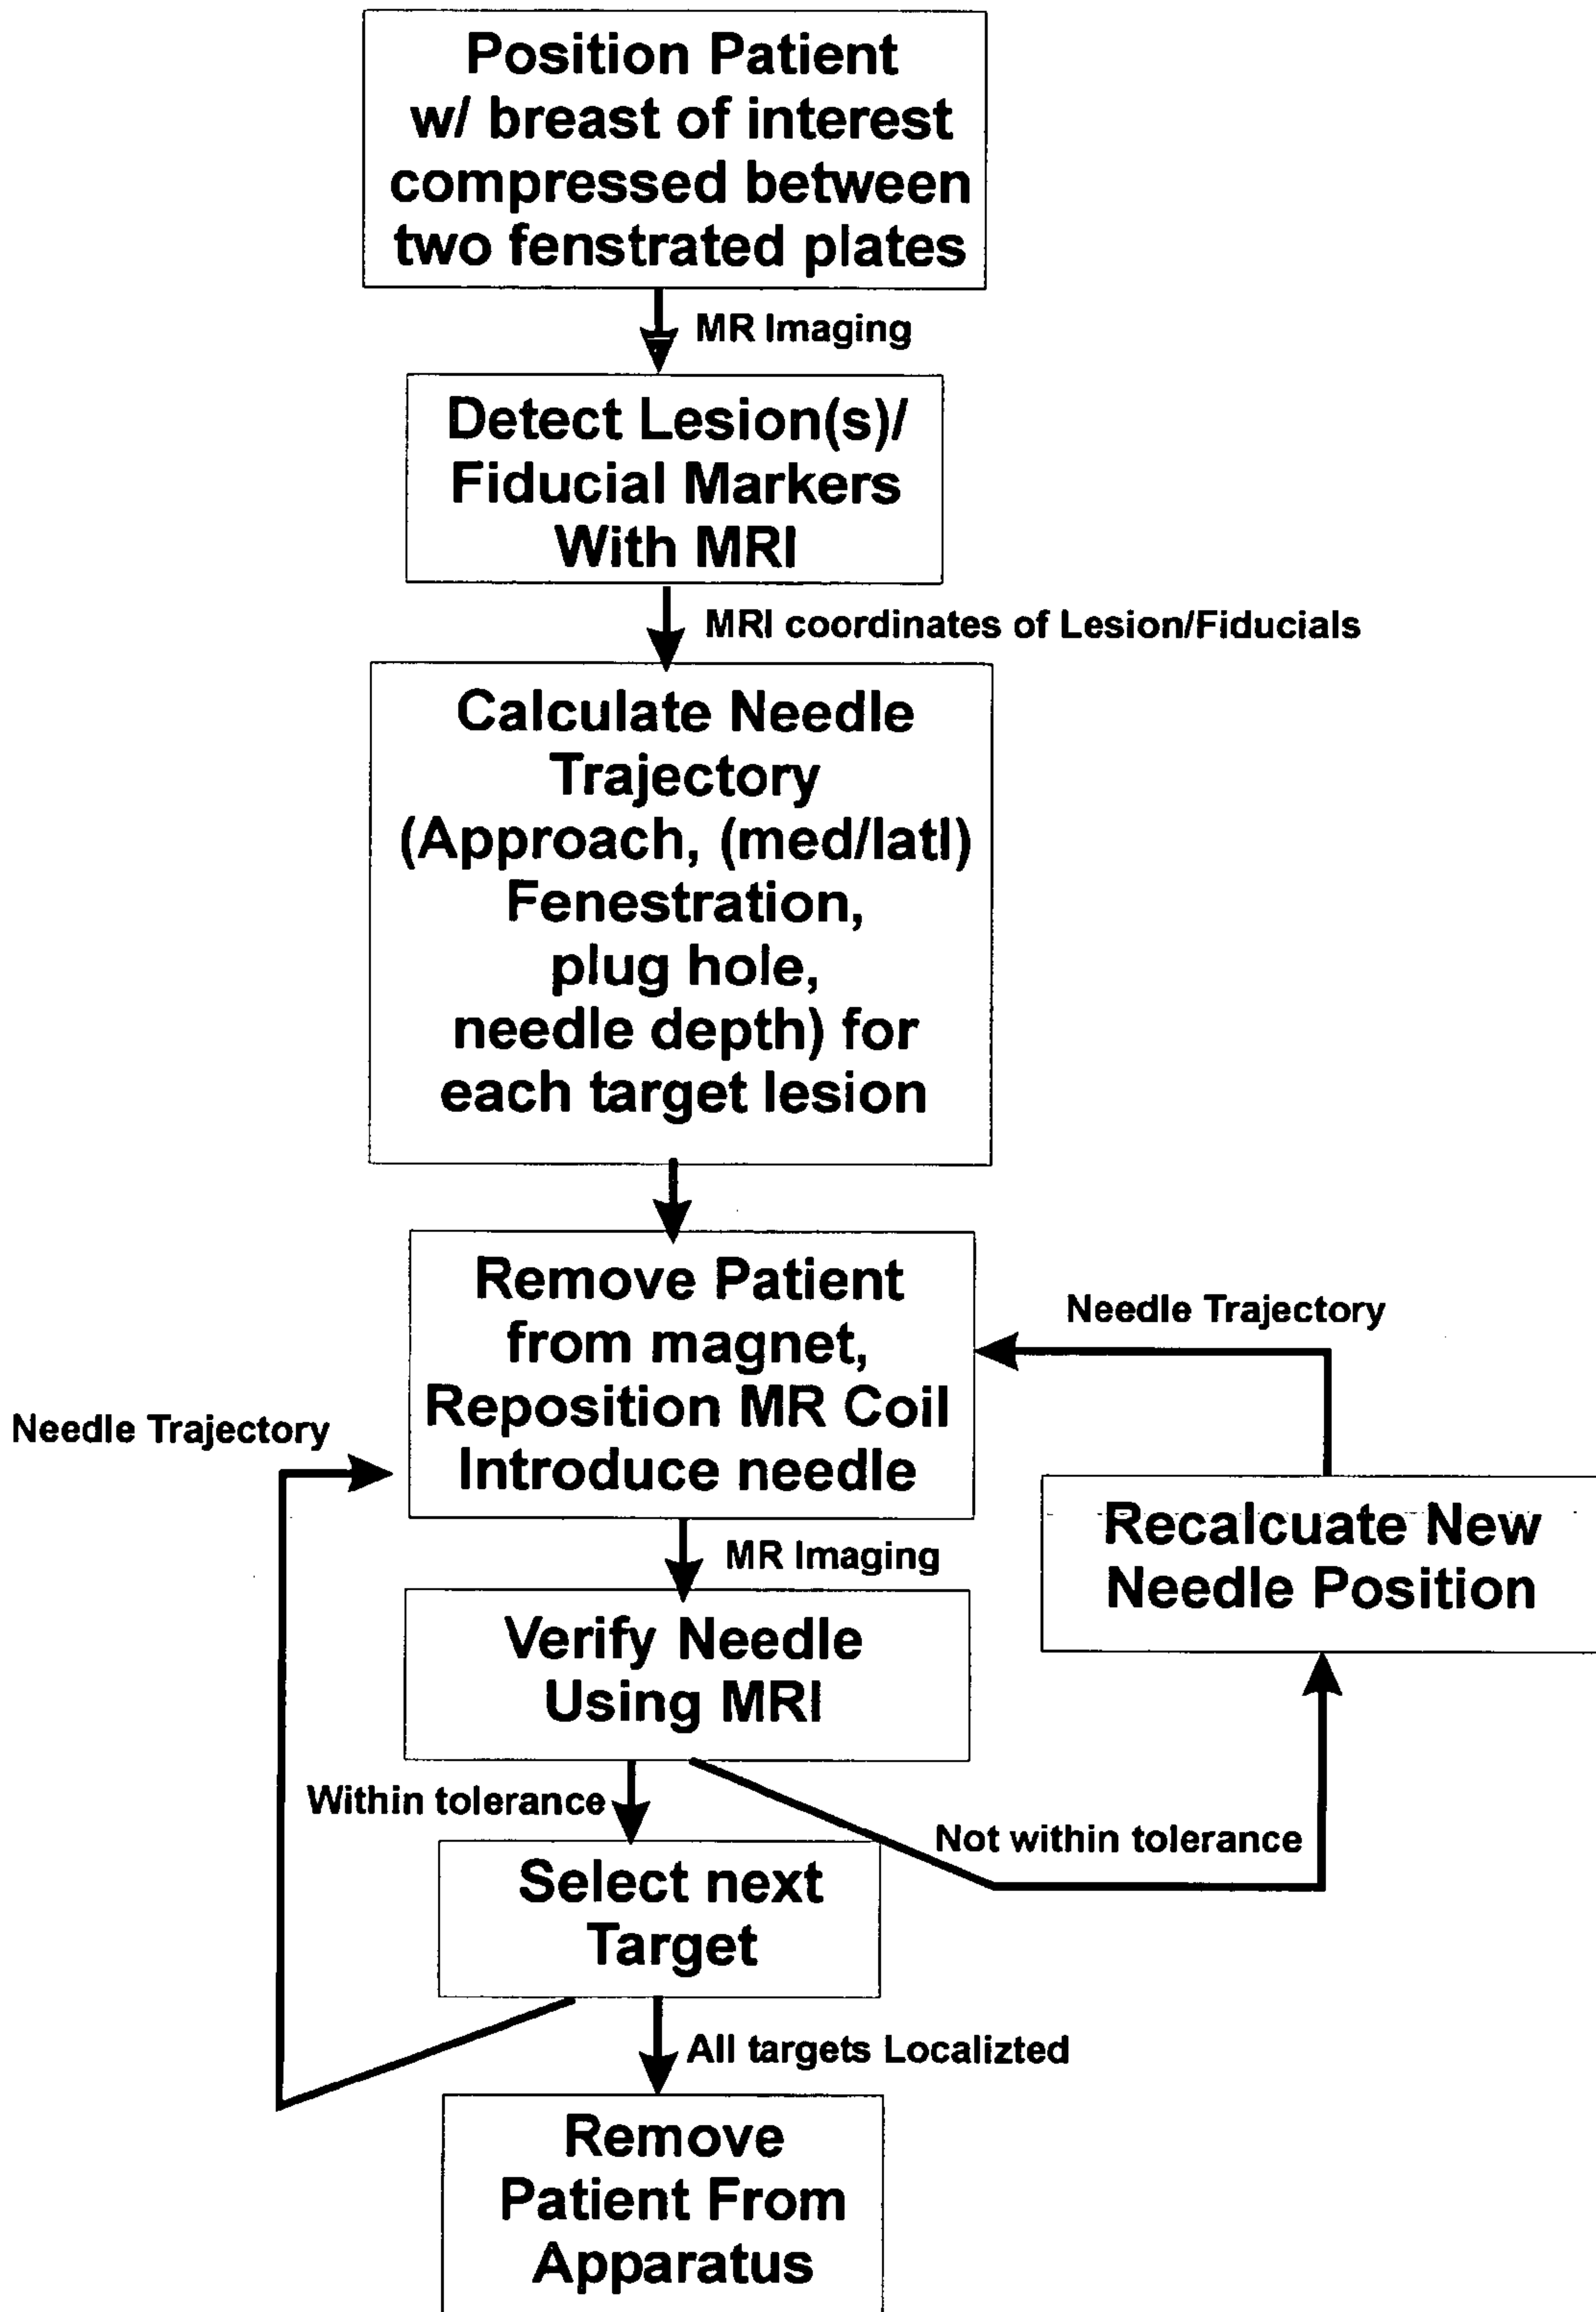 Position Patient
w/ breast of interest
compressed between
two fenstrated plates
MR Imaging
Detect Lesion(s)/
Fiducial Markers
With MRI
MRI coordinates of Lesion/Fiducials
Calculate Needle
Trajectory
(Approach, (med/latl)
Fenestration,
plug hole,
needle depth) for
each target lesion
Remove Patient
from magnet,
Reposition MR Coil
Introduce needle
Needle Trajectory
Needle Trajectory
MR Imaging
Recalcuate New
Needle Position
Verify Needle
Using MRI
Within tolerance
Not within tolerance
Select next
Target
All targets Localizted
Remove
Patient From
Apparatus